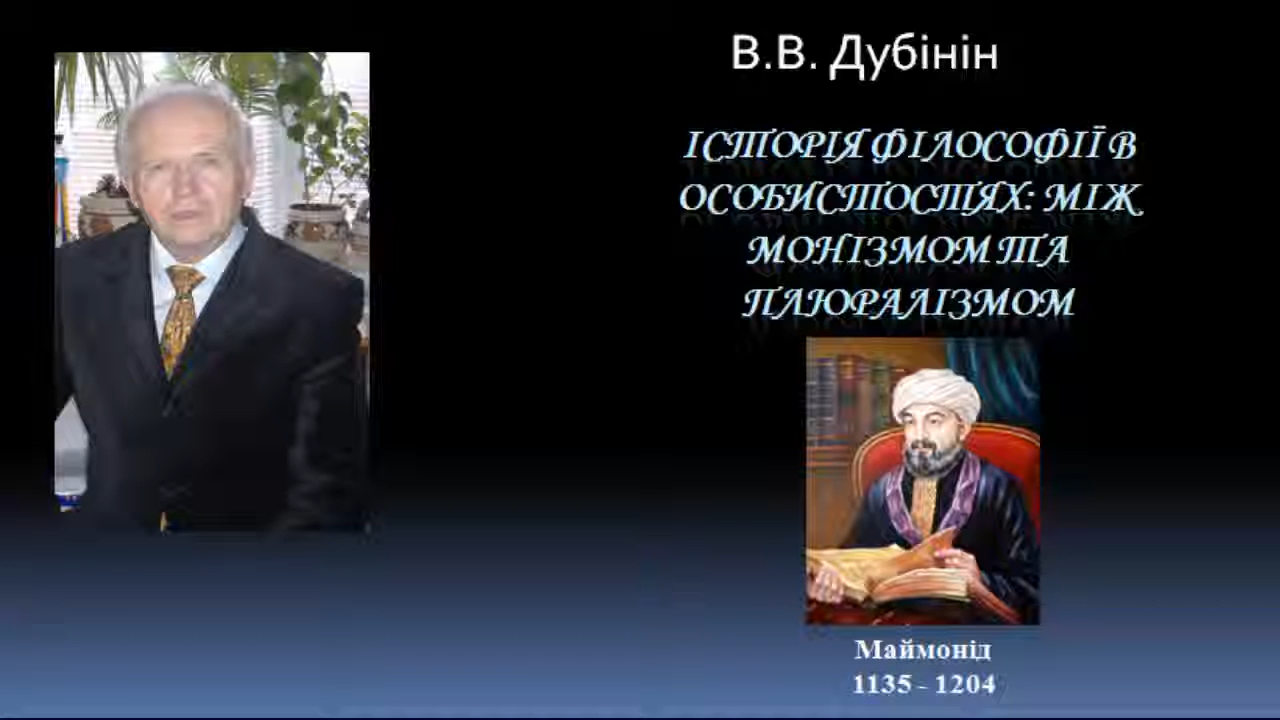 В.В. Дубінін
ІСТОРІЯ ФІЛОСОФІЇ В
ОСОБИСТОСТЯХ: МІЖ
МОНІЗМОМ ТА
ПЛЮРАЛІЗМОМ
Маймонід
1135 - 1204